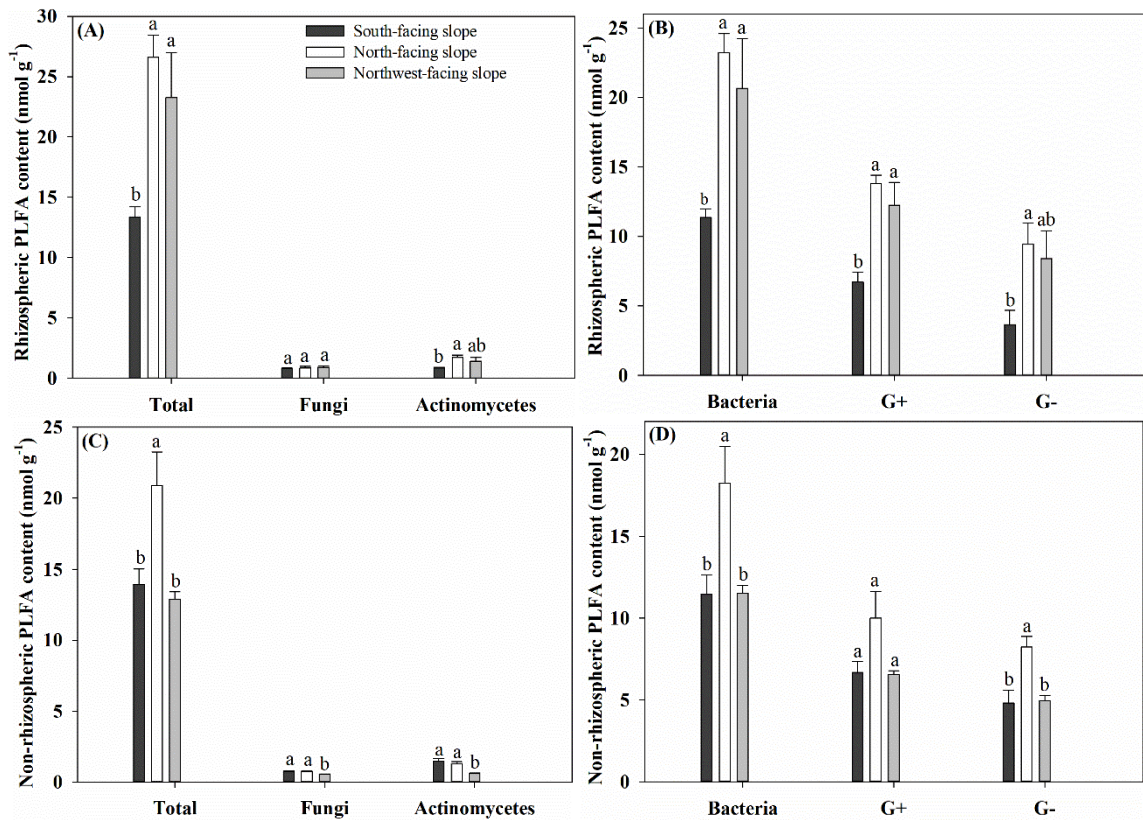 (A)
South-facing slope
North-facing slope
Northwest-facing slope
Rhizospheric PLFA content (nmol g⁻¹)
30
25
20
15
10
5
0
b a a
a a a
b a ab
Total Fungi Actinomycetes
(B)
Rhizospheric PLFA content (nmol g⁻¹)
25
20
15
10
5
0
b a a
b a a
b a ab
Bacteria G+ G-
(C)
Non-rhizospheric PLFA content (nmol g⁻¹)
25
20
15
10
5
0
b a b
a a b
a a b
Total Fungi Actinomycetes
(D)
Non-rhizospheric PLFA content (nmol g⁻¹)
20
15
10
5
0
b a b
a a a
b a b
Bacteria G+ G-